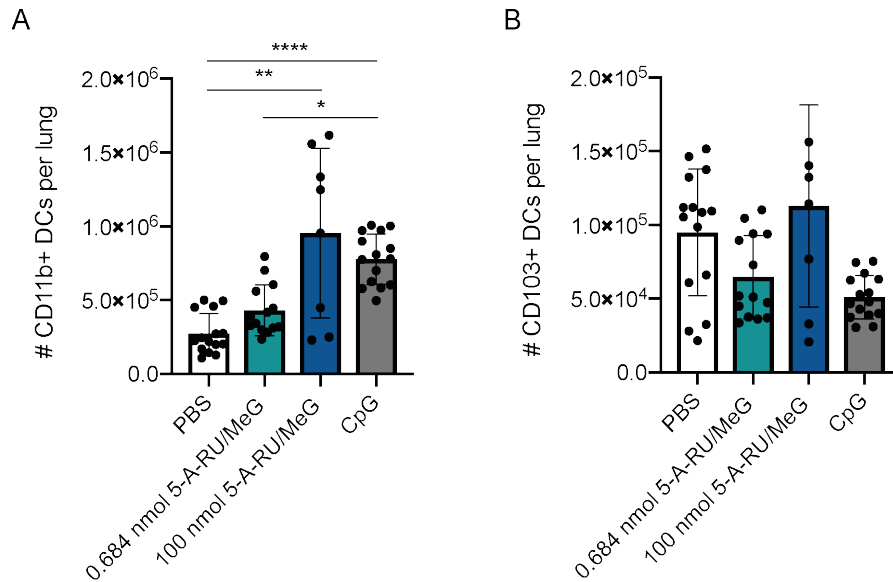 A
****
**
*
# CD11b+ DCs per lung
2.0×10⁶
1.5×10⁶
1.0×10⁶
5.0×10⁵
0.0
PBS
0.684 nmol 5-A-RU/MeG
100 nmol 5-A-RU/MeG
CpG
B
# CD103+ DCs per lung
2.0×10⁵
1.5×10⁵
1.0×10⁵
5.0×10⁴
0.0
PBS
0.684 nmol 5-A-RU/MeG
100 nmol 5-A-RU/MeG
CpG